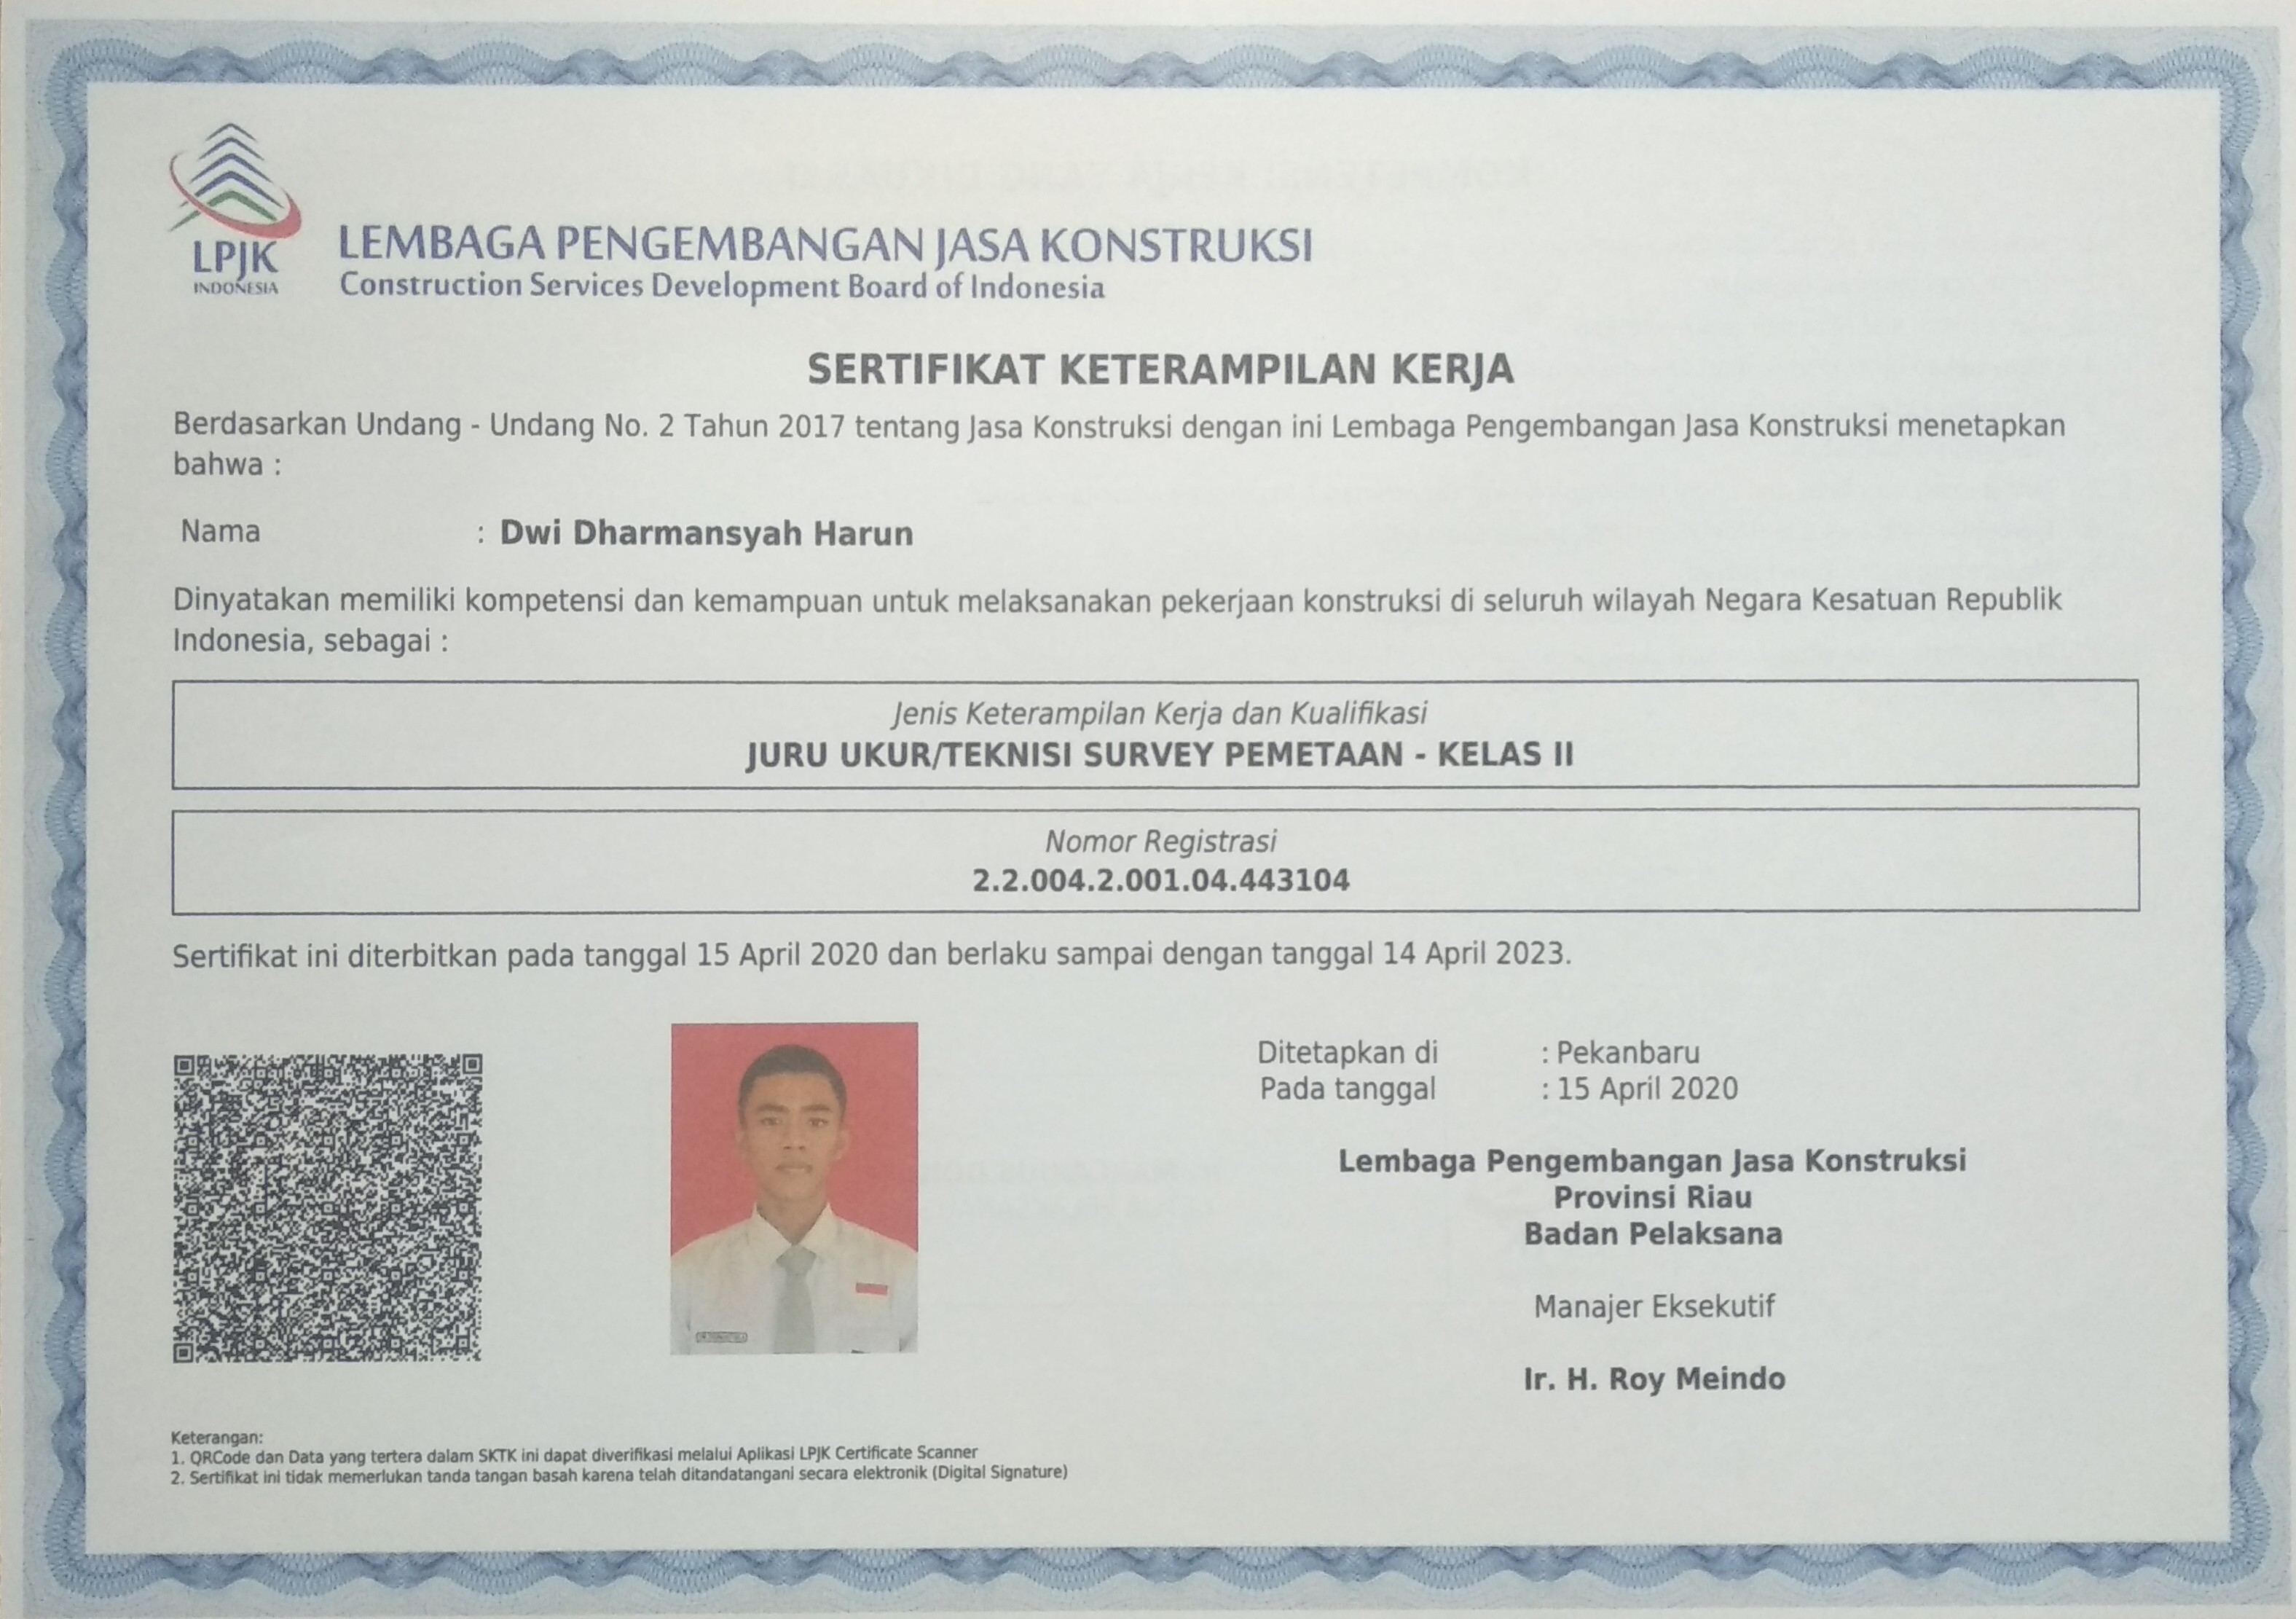 LPJK
INDONESIA
LEMBAGA PENGEMBANGAN JASA KONSTRUKSI
Construction Services Development Board of Indonesia
SERTIFIKAT KETERAMPILAN KERJA
Berdasarkan Undang - Undang No. 2 Tahun 2017 tentang Jasa Konstruksi dengan ini Lembaga Pengembangan Jasa Konstruksi menetapkan
bahwa :
Nama : Dwi Dharmansyah Harun
Dinyatakan memiliki kompetensi dan kemampuan untuk melaksanakan pekerjaan konstruksi di seluruh wilayah Negara Kesatuan Republik
Indonesia, sebagai :
Jenis Keterampilan Kerja dan Kualifikasi
JURU UKUR/TEKNISI SURVEY PEMETAAN - KELAS II
Nomor Registrasi
2.2.004.2.001.04.443104
Sertifikat ini diterbitkan pada tanggal 15 April 2020 dan berlaku sampai dengan tanggal 14 April 2023.
Ditetapkan di : Pekanbaru
Pada tanggal : 15 April 2020
Lembaga Pengembangan Jasa Konstruksi
Provinsi Riau
Badan Pelaksana
Manajer Eksekutif
Ir. H. Roy Meindo
Keterangan:
1. QRCode dan Data yang tertera dalam SKTK ini dapat diverifikasi melalui Aplikasi LPJK Certificate Scanner
2. Sertifikat ini tidak memerlukan tanda tangan basah karena telah ditandatangani secara elektronik (Digital Signature)